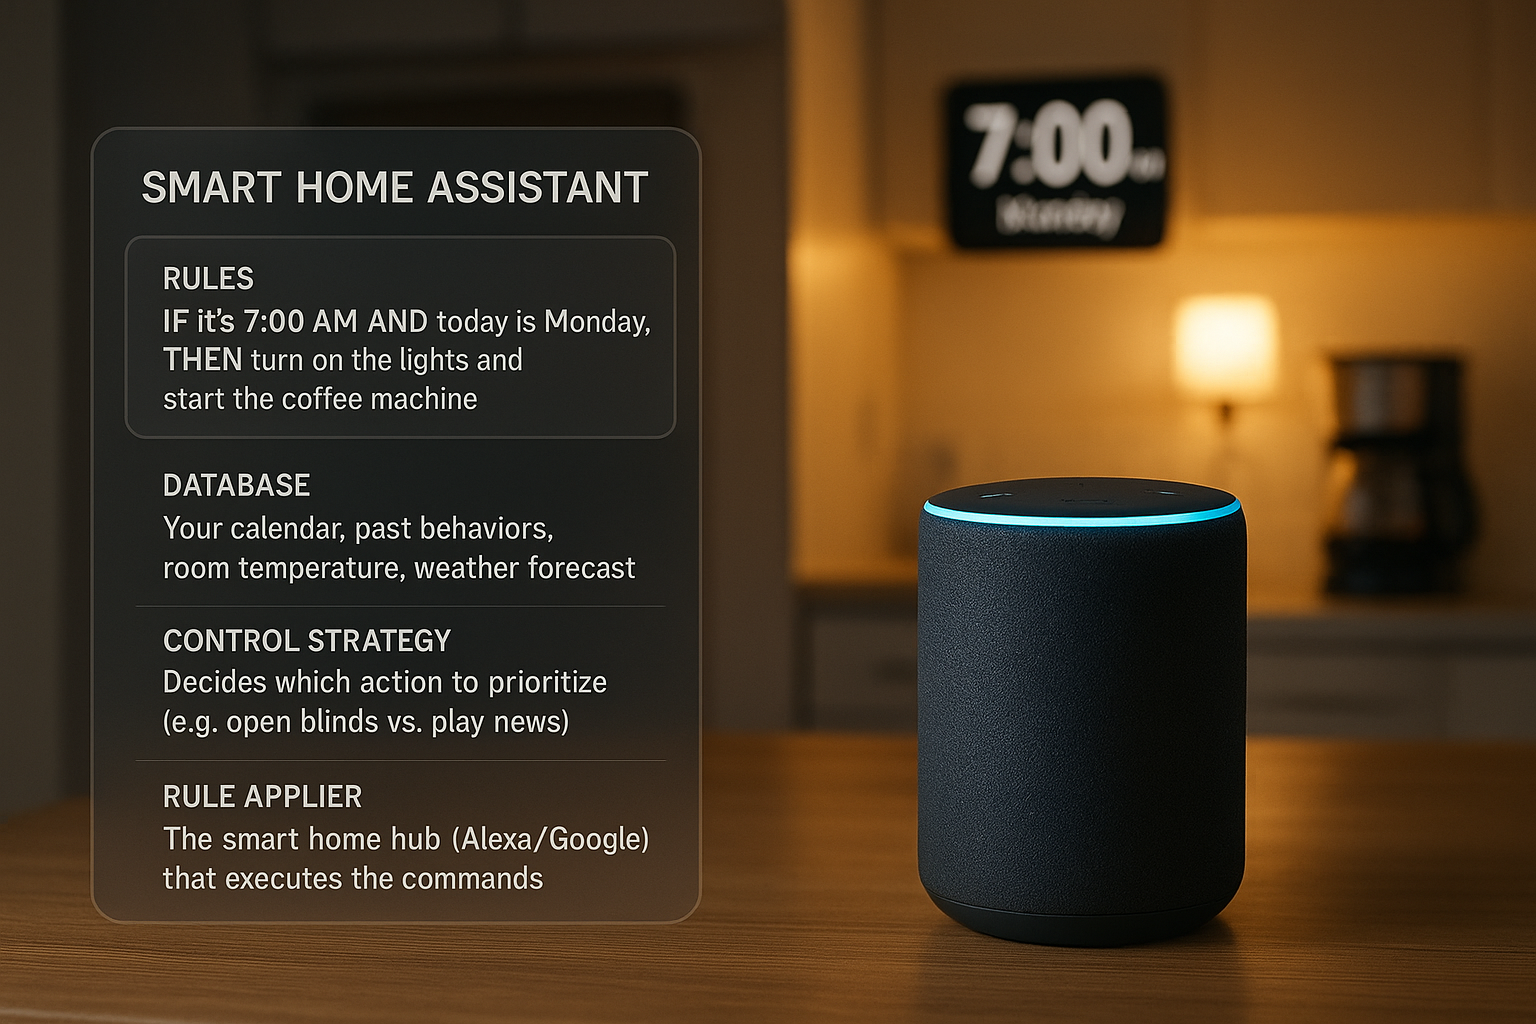 SMART HOME ASSISTANT
RULES
IF it's 7:00 AM AND today is Monday,
THEN turn on the lights and
start the coffee machine
DATABASE
Your calendar, past behaviors,
room temperature, weather forecast
CONTROL STRATEGY
Decides which action to prioritize
(e.g. open blinds vs. play news)
RULE APPLIER
The smart home hub (Alexa/Google)
that executes the commands
7:00
Monday